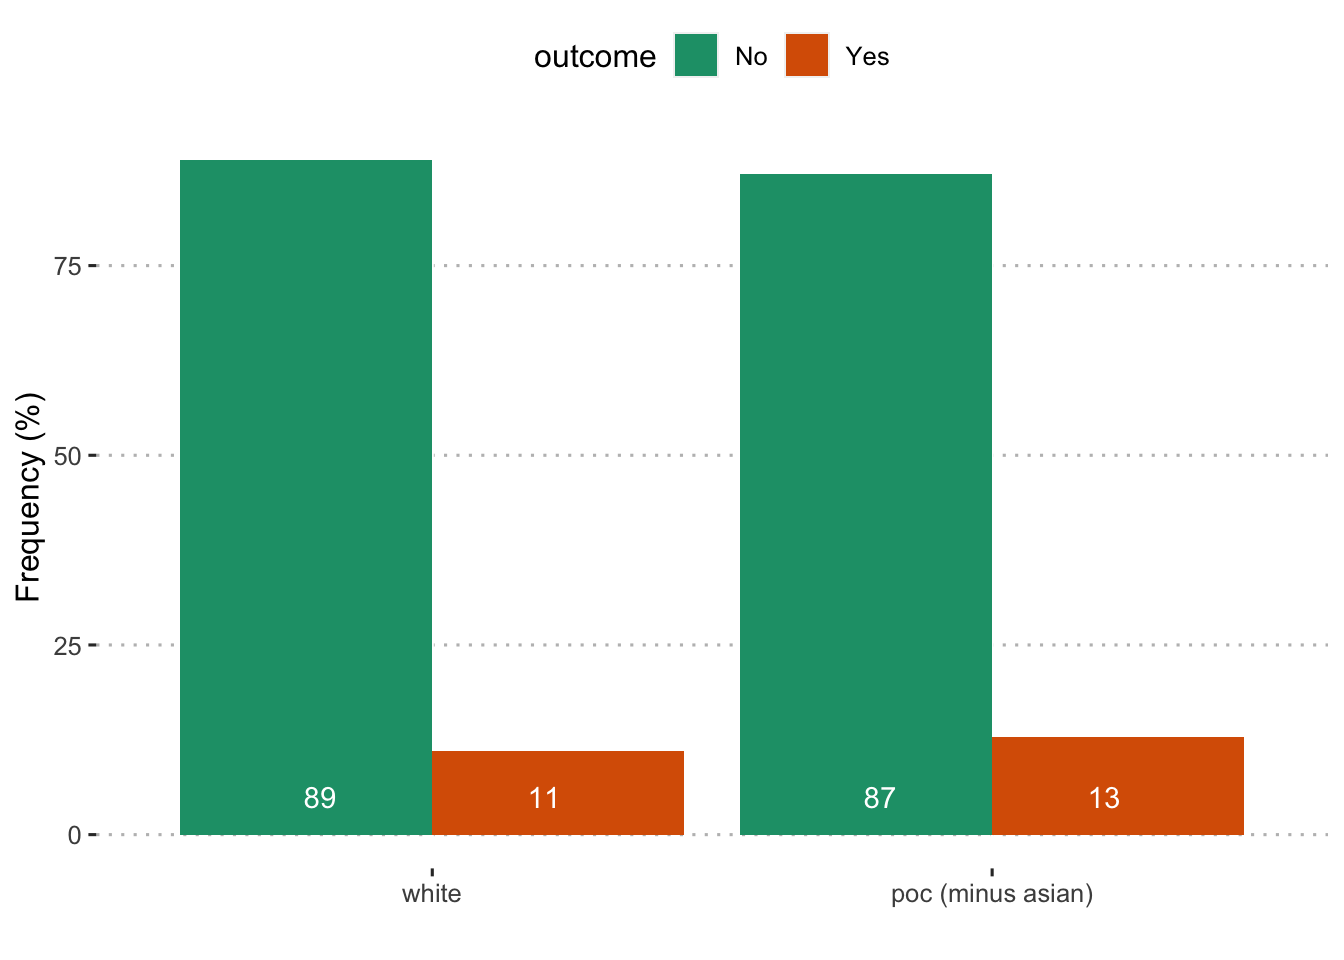 outcome No Yes
Frequency (%)
75
50
25
0
89 11 87 13
white poc (minus asian)